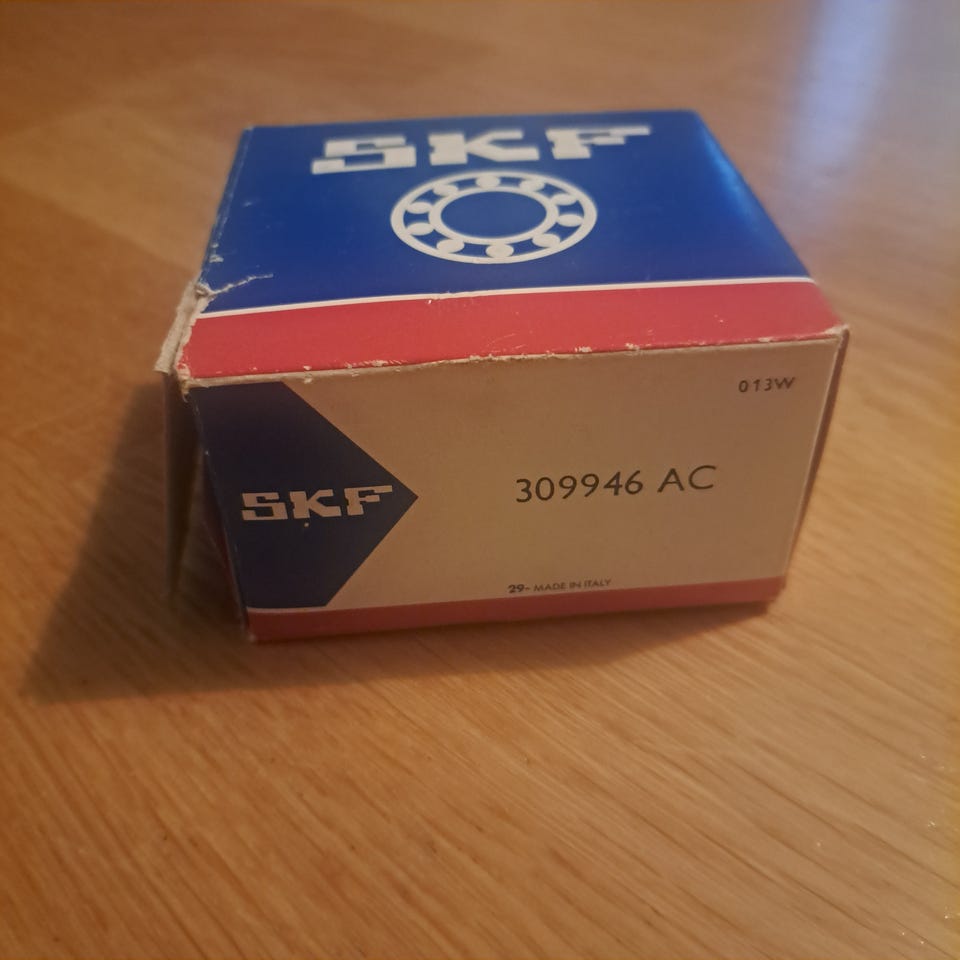 SKF
013W
309946 AC
SKF
29- MADE IN ITALY